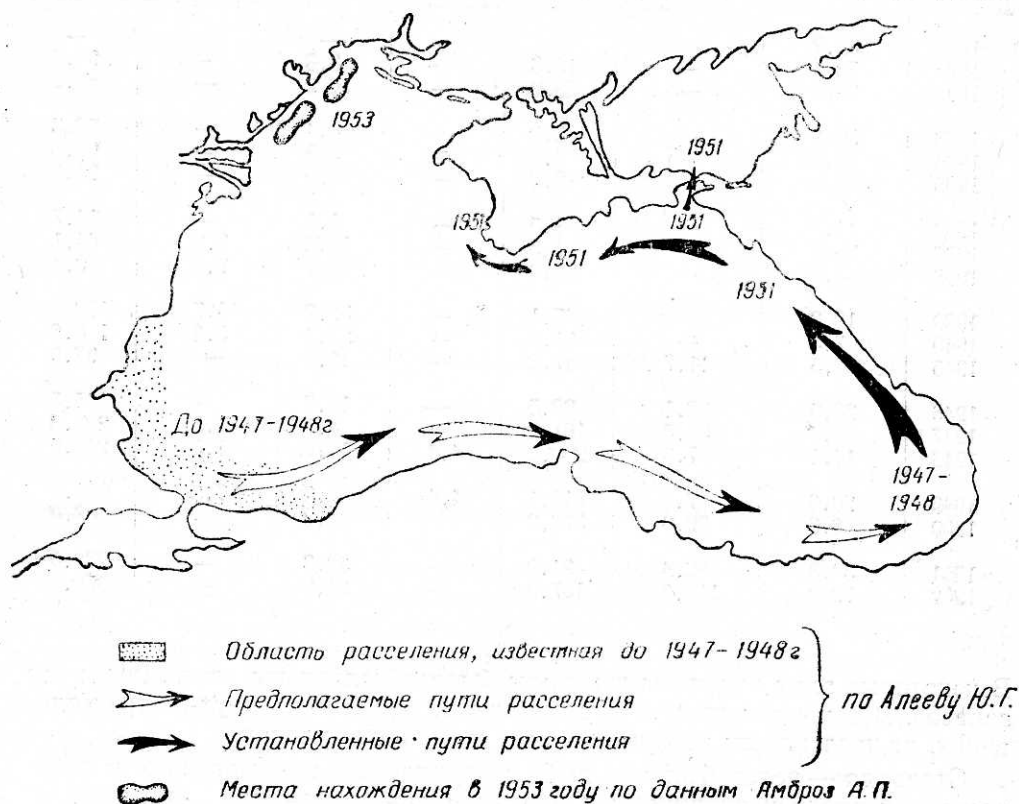 1953
1951
1951
1951
1951
1951
До 1947-1948г
1947-
1948
Область расселения, известная до 1947-1948г
Предполагаемые пути расселения
Установленные пути расселения
по Алееву Ю.Г.
Места нахождения в 1953 году по данным Амброз А.П.